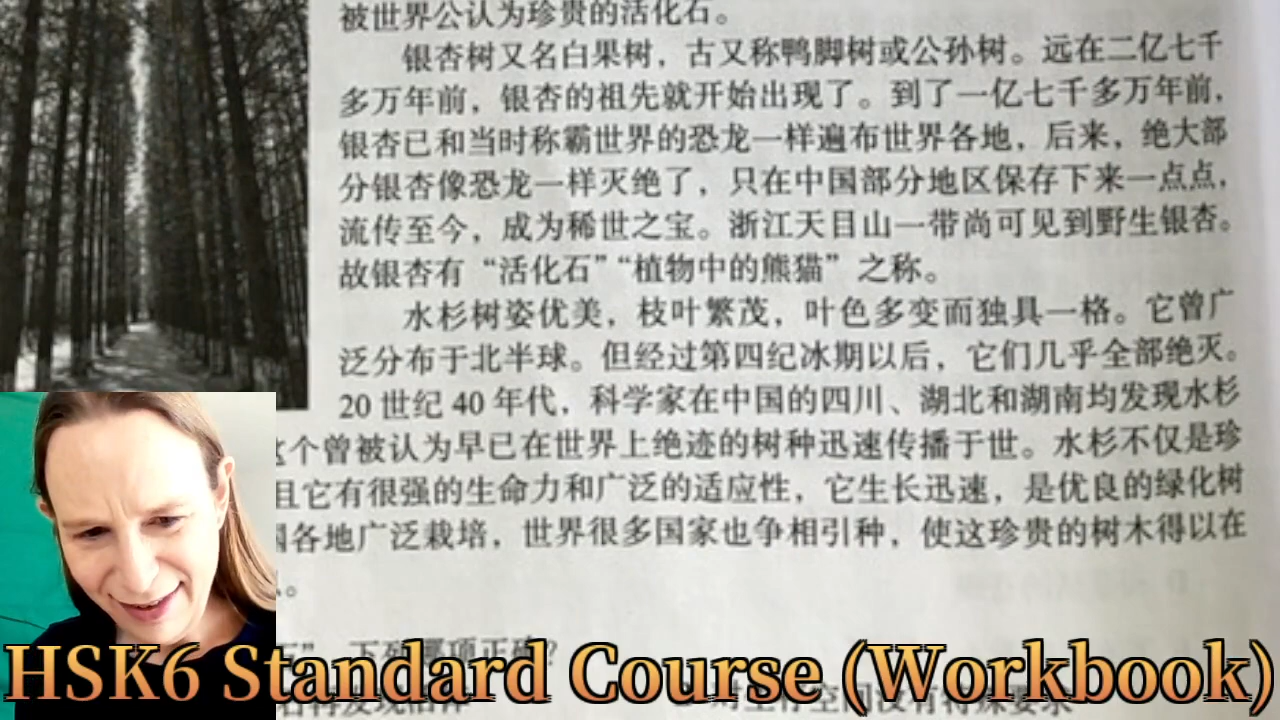 被世界公认为珍贵的活化石。
银杏树又名白果树，古又称鸭脚树或公孙树。远在二亿七千
多万年前，银杏的祖先就开始出现了。到了一亿七千多万年前，
银杏已和当时称霸世界的恐龙一样遍布世界各地，后来，绝大部
分银杏像恐龙一样灭绝了，只在中国部分地区保存下来一点点，
流传至今，成为稀世之宝。浙江天目山一带尚可见到野生银杏。
故银杏有“活化石”“植物中的熊猫”之称。
水杉树姿优美，枝叶繁茂，叶色多变而独具一格。它曾广
泛分布于北半球。但经过第四纪冰期以后，它们几乎全部绝灭。
20世纪40年代，科学家在中国的四川、湖北和湖南均发现水杉
这个曾被认为早已在世界上绝迹的树种迅速传播于世。水杉不仅是珍
且它有很强的生命力和广泛的适应性，它生长迅速，是优良的绿化树
国各地广泛栽培，世界很多国家也争相引种，使这珍贵的树木得以在
。
下列哪项正确？
HSK6 Standard Course (Workbook)